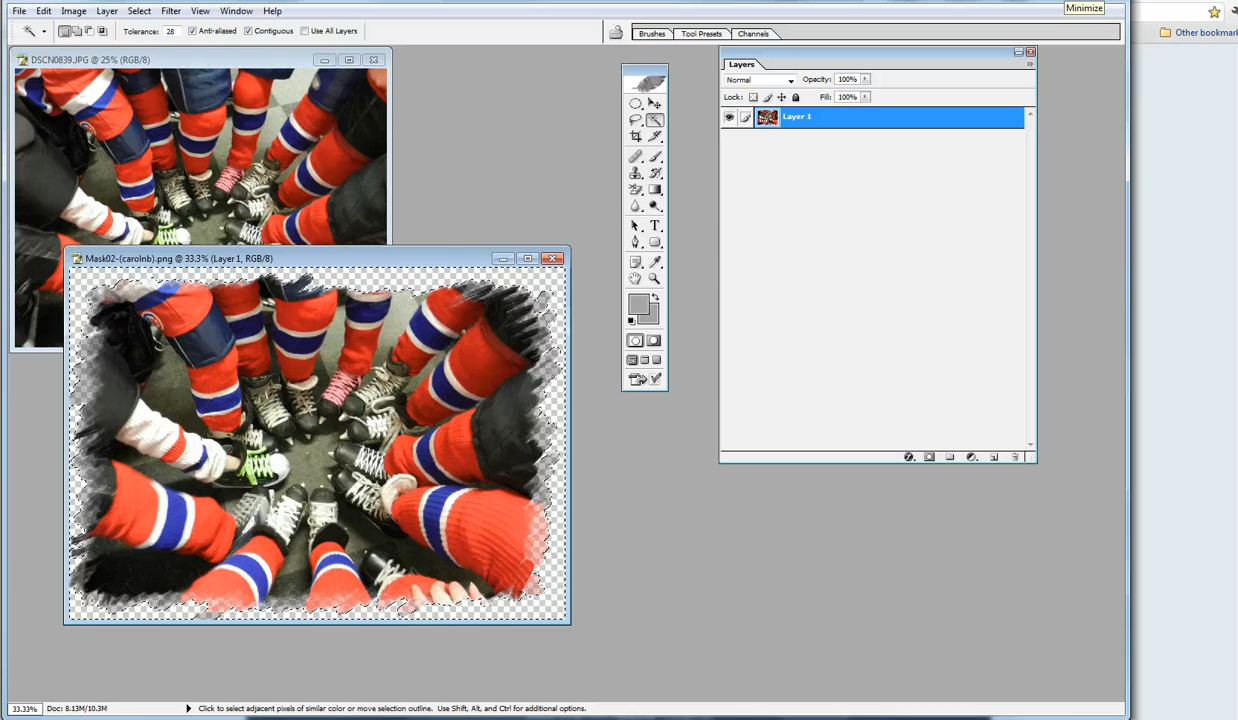 Minimize
File Edit Image Layer Select Filter View Window Help
Other bookmar
Tolerance: 28 Anti-aliased Contiguous Use All Layers
Brushes Tool Presets Channels
DSCN0839.JPG @ 25% (RGB/8)
Layers
Normal Opacity: 100%
Lock: Fill: 100%
Layer 1
T
Mask02-(carolnb).png @ 33.3% (Layer 1, RGB/8)
33.33% Doc: 8.13M/10.3M Click to select adjacent pixels of similar color or move selection outline. Use Shift, Alt, and Ctrl for additional options.